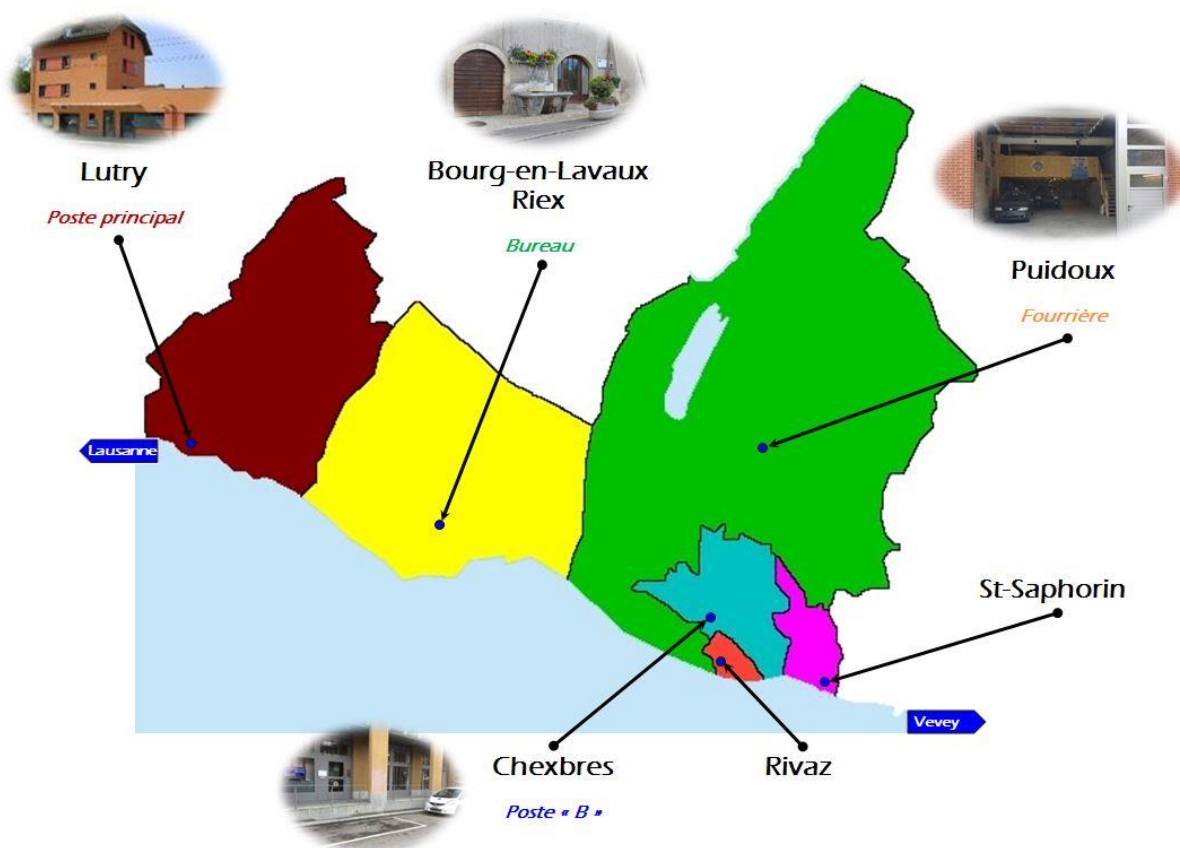 Lutry
Poste principal
Bourg-en-Lavaux
Riex
Bureau
Puidoux
Fourrière
Lausanne
St-Saphorin
Vevey
Chexbres
Poste « B »
Rivaz